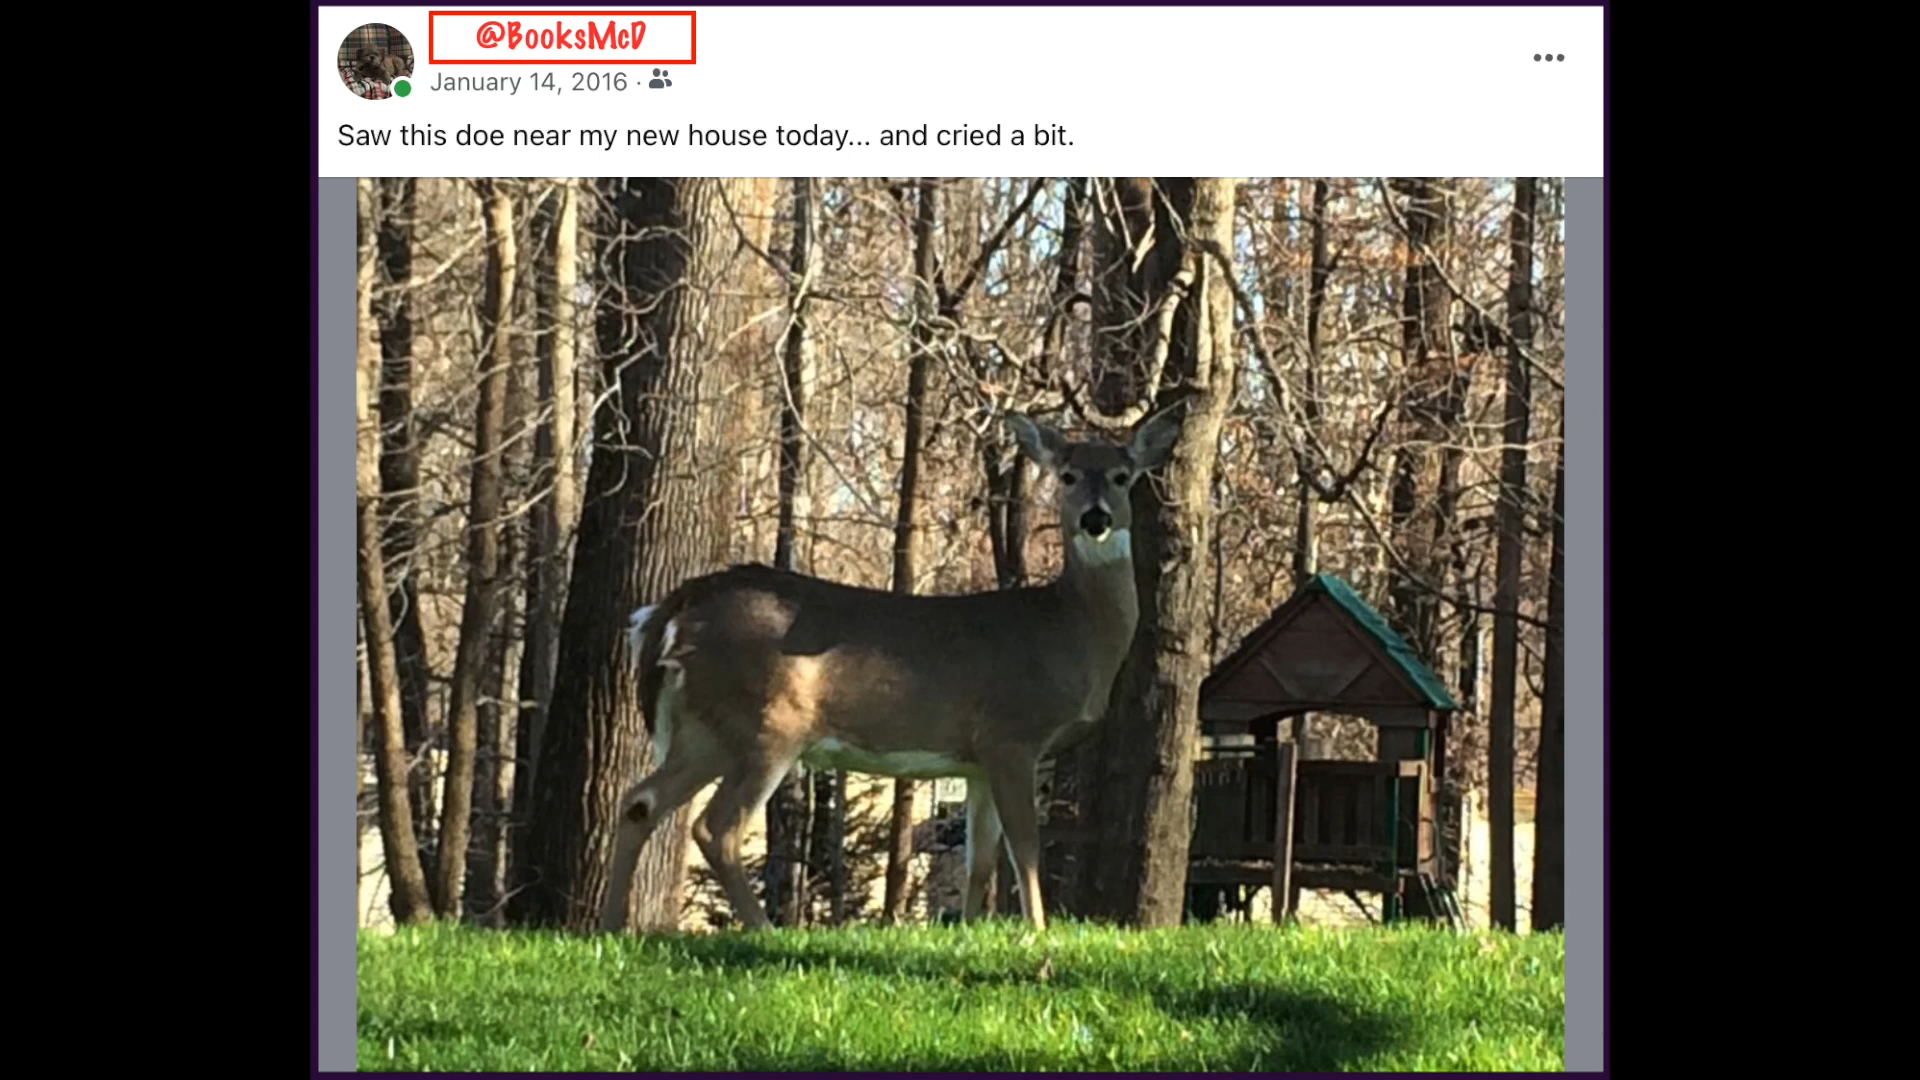 @BooksMcD
January 14, 2016 ·
Saw this doe near my new house today... and cried a bit.